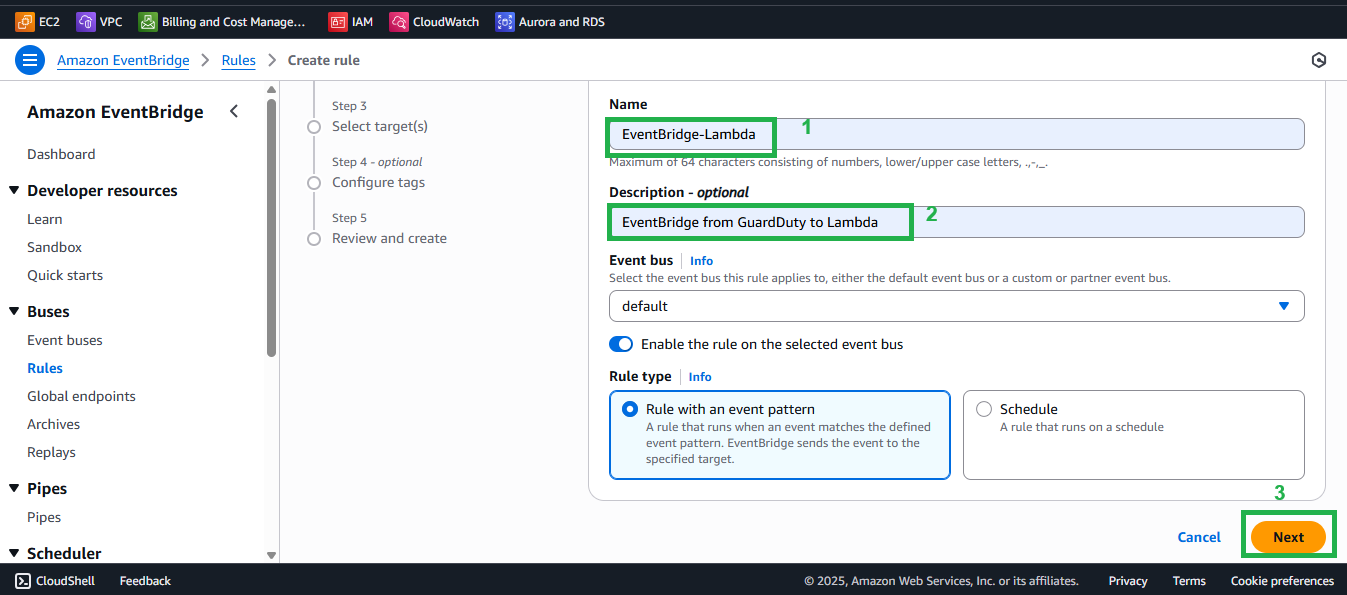 EC2 VPC Billing and Cost Manage... IAM CloudWatch Aurora and RDS
Amazon EventBridge Rules Create rule
Amazon EventBridge
Dashboard
Developer resources
Learn
Sandbox
Quick starts
Buses
Event buses
Rules
Global endpoints
Archives
Replays
Pipes
Pipes
Scheduler
Step 3
Select target(s)
Step 4 - optional
Configure tags
Step 5
Review and create
Name
EventBridge-Lambda 1
Maximum of 64 characters consisting of numbers, lower/upper case letters, .,-,_.
Description - optional
EventBridge from GuardDuty to Lambda 2
Event bus Info
Select the event bus this rule applies to, either the default event bus or a custom or partner event bus.
default
Enable the rule on the selected event bus
Rule type Info
Rule with an event pattern
A rule that runs when an event matches the defined
event pattern. EventBridge sends the event to the
specified target.
Schedule
A rule that runs on a schedule
3
Cancel Next
CloudShell Feedback © 2025, Amazon Web Services, Inc. or its affiliates. Privacy Terms Cookie preferences